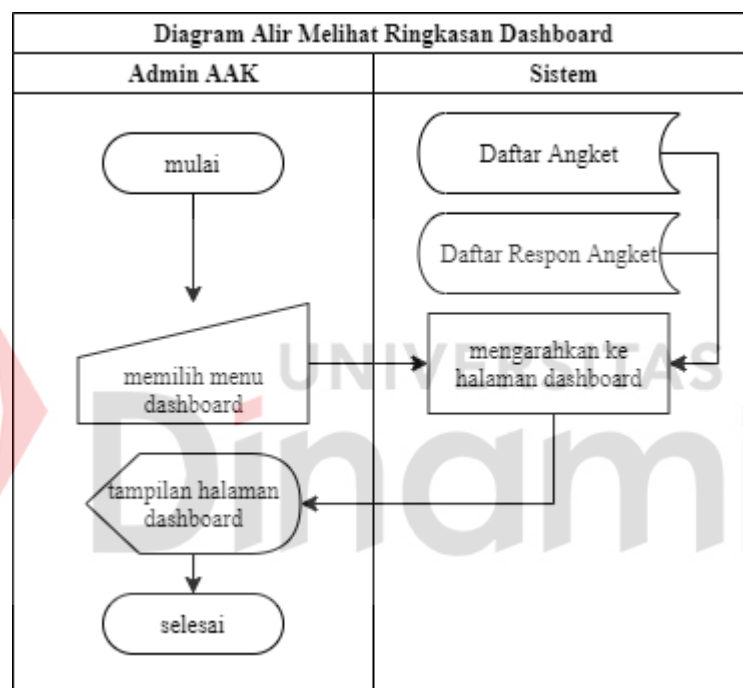 Diagram Alir Melihat Ringkasan Dashboard
Admin AAK
Sistem
mulai
Daftar Angket
Daftar Respon Angket
memilih menu
dashboard
mengarahkan ke
halaman dashboard
tampilan halaman
dashboard
selesai
UNIVERSITAS
Dinami